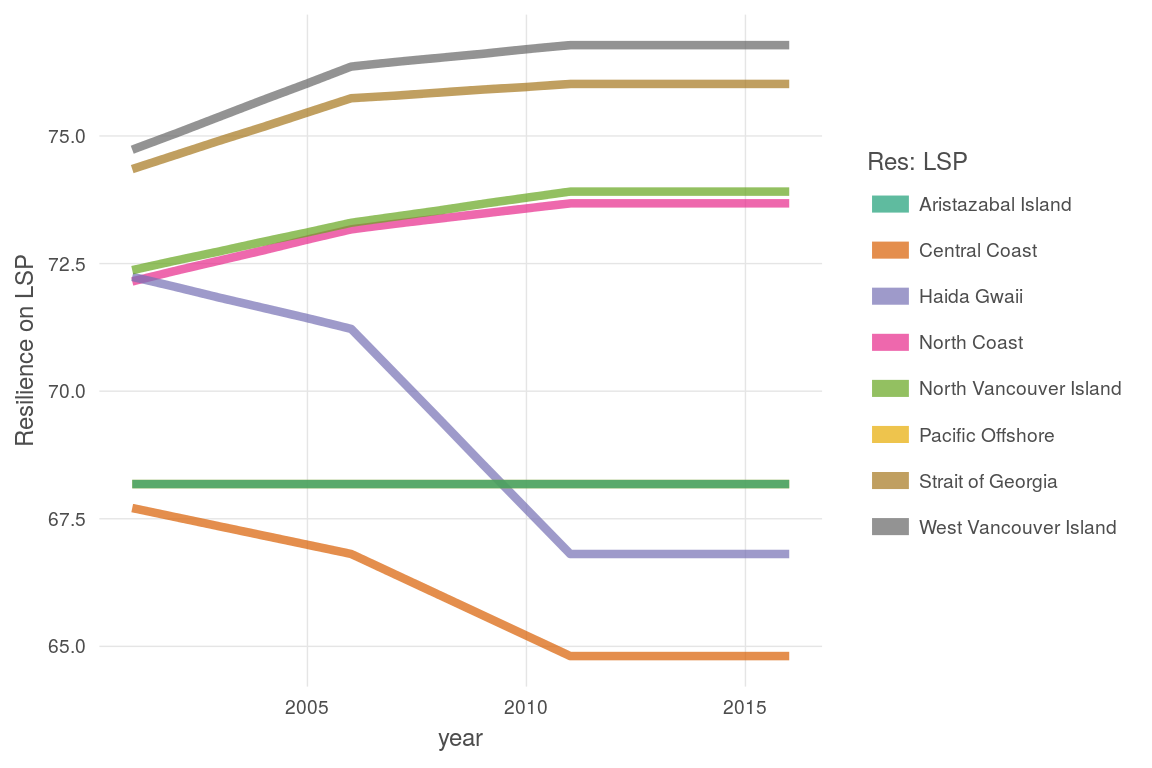 75.0
72.5
70.0
67.5
65.0
Resilience on LSP
2005
2010
2015
year
Res: LSP
Aristazabal Island
Central Coast
Haida Gwaii
North Coast
North Vancouver Island
Pacific Offshore
Strait of Georgia
West Vancouver Island